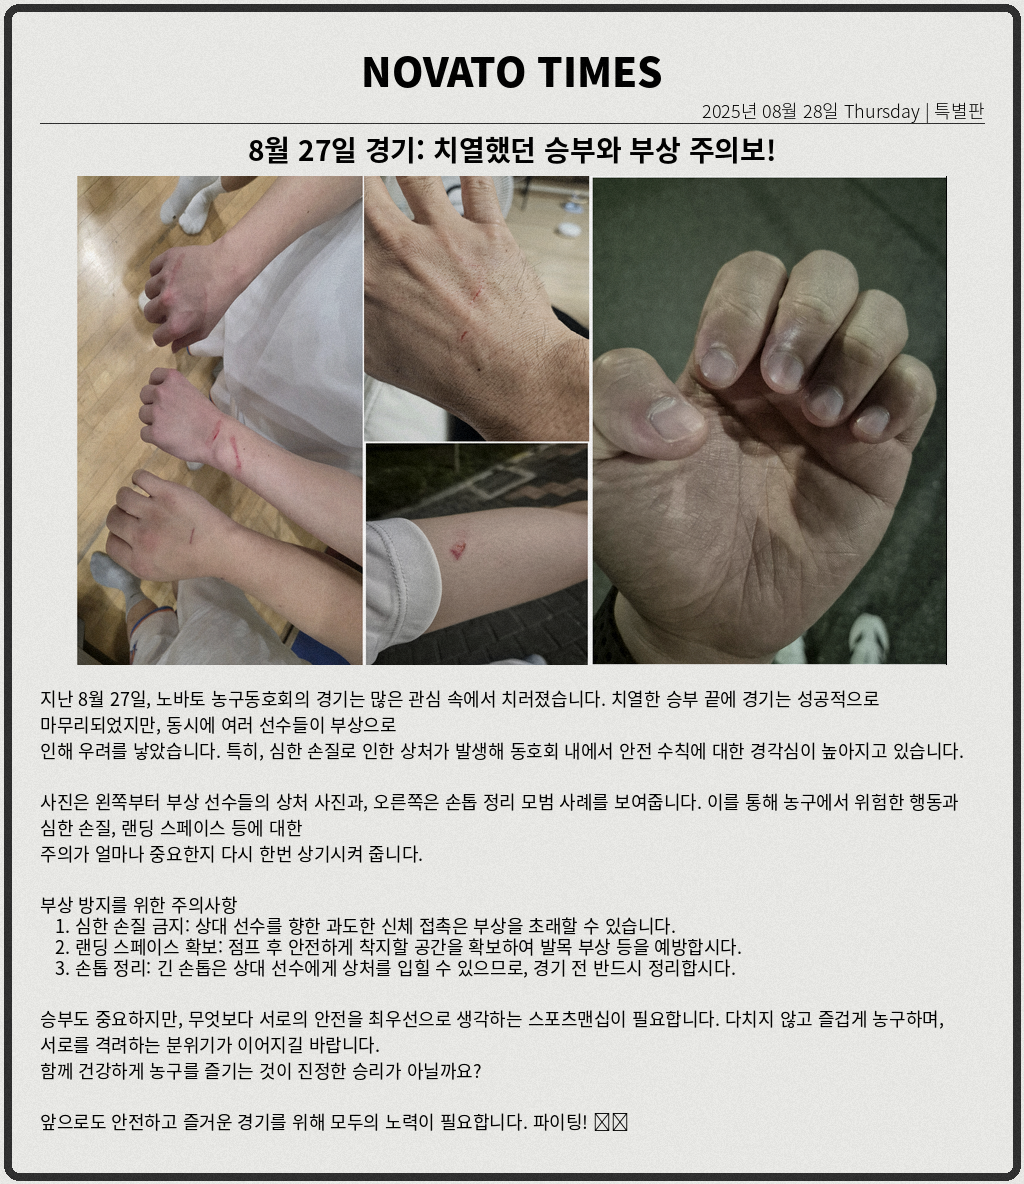 NOVATO TIMES
2025년 08월 28일 Thursday | 특별판
8월 27일 경기: 치열했던 승부와 부상 주의보!
지난 8월 27일, 노바토 농구동호회의 경기는 많은 관심 속에서 치러졌습니다. 치열한 승부 끝에 경기는 성공적으로
마무리되었지만, 동시에 여러 선수들이 부상으로
인해 우려를 낳았습니다. 특히, 심한 손질로 인한 상처가 발생해 동호회 내에서 안전 수칙에 대한 경각심이 높아지고 있습니다.
사진은 왼쪽부터 부상 선수들의 상처 사진과, 오른쪽은 손톱 정리 모범 사례를 보여줍니다. 이를 통해 농구에서 위험한 행동과
심한 손질, 랜딩 스페이스 등에 대한
주의가 얼마나 중요한지 다시 한번 상기시켜 줍니다.
부상 방지를 위한 주의사항
1. 심한 손질 금지: 상대 선수를 향한 과도한 신체 접촉은 부상을 초래할 수 있습니다.
2. 랜딩 스페이스 확보: 점프 후 안전하게 착지할 공간을 확보하여 발목 부상 등을 예방합시다.
3. 손톱 정리: 긴 손톱은 상대 선수에게 상처를 입힐 수 있으므로, 경기 전 반드시 정리합시다.
승부도 중요하지만, 무엇보다 서로의 안전을 최우선으로 생각하는 스포츠맨십이 필요합니다. 다치지 않고 즐겁게 농구하며,
서로를 격려하는 분위기가 이어지길 바랍니다.
함께 건강하게 농구를 즐기는 것이 진정한 승리가 아닐까요?
앞으로도 안전하고 즐거운 경기를 위해 모두의 노력이 필요합니다. 파이팅!